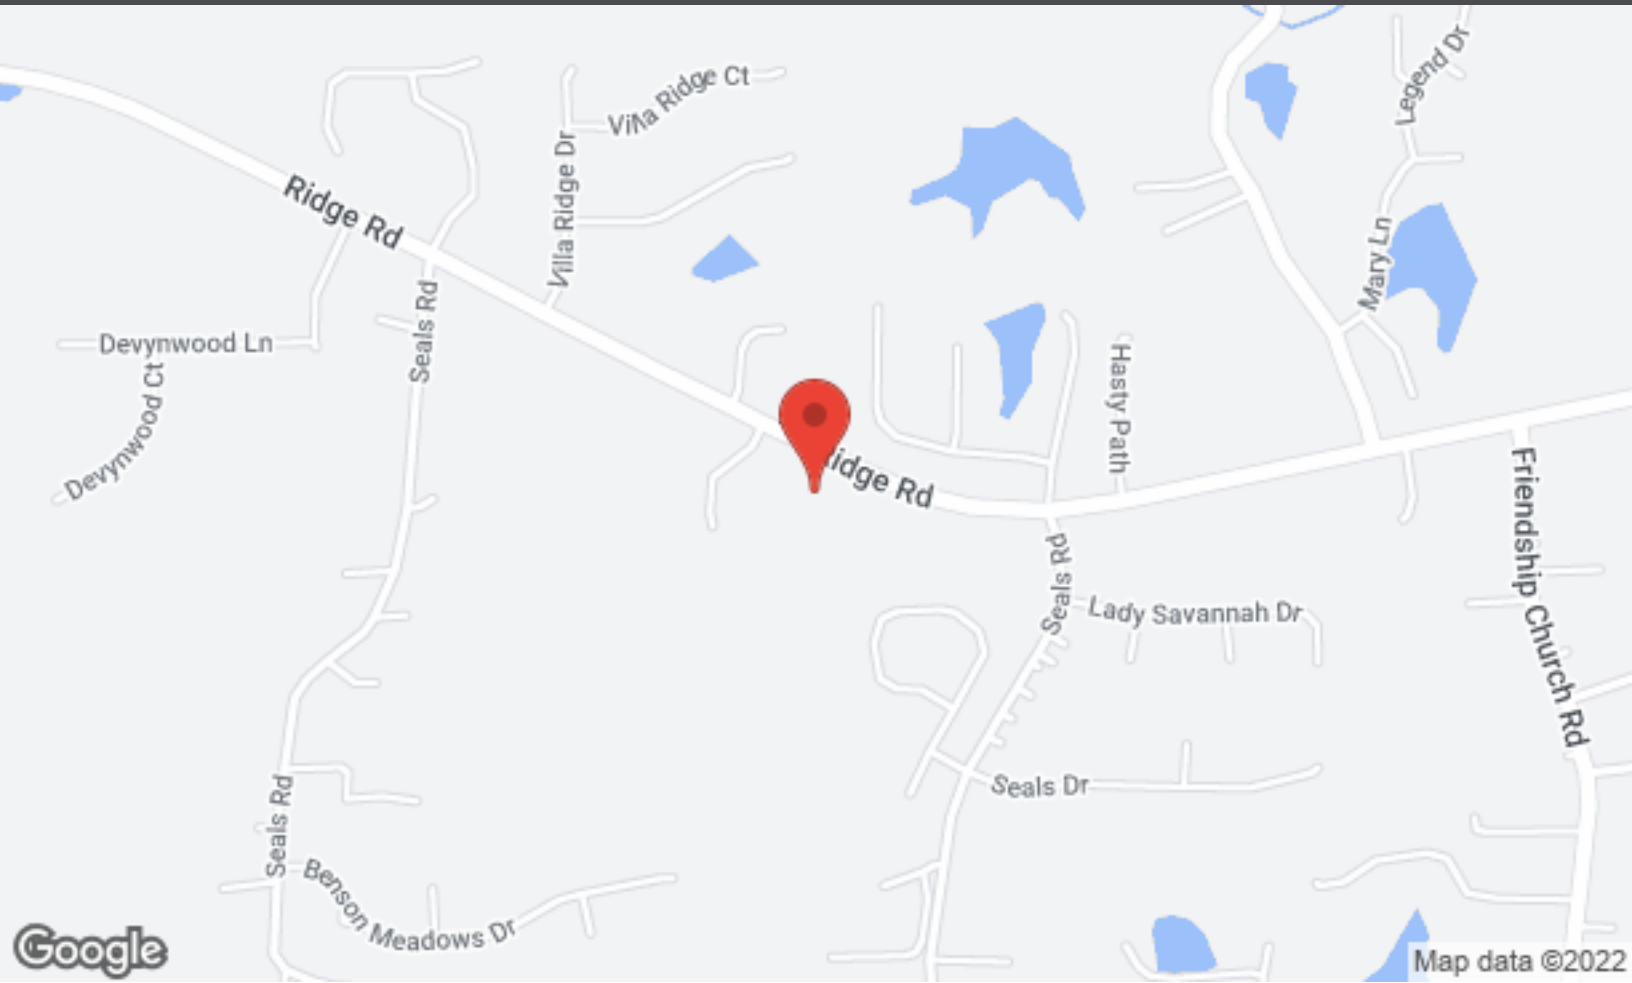 Legend Dr
Villa Ridge Ct
Villa Ridge Dr
Ridge Rd
Mary Ln
Seals Rd
Devynwood Ln
Devynwood Ct
Hasty Path
Ridge Rd
Friendship Church Rd
Seals Rd
Lady Savannah Dr
Seals Dr
Seals Rd
Benson Meadows Dr
Google
Map data ©2022